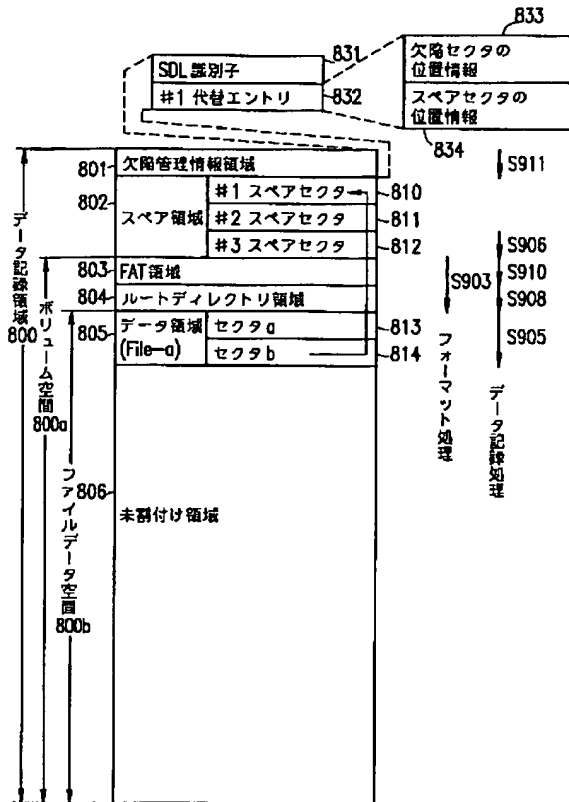 833
831
SDL 識別子
#1 代替エントリ
832
欠陥セクタの
位置情報
スペアセクタの
位置情報
834
801
欠陥管理情報領域
S911
802
スペア領域
#1 スペアセクタ
810
#2 スペアセクタ
811
#3 スペアセクタ
812
S906
803
FAT領域
S903
S910
804
ルートディレクトリ領域
S908
805
データ領域
(File-a)
セクタa
813
セクタb
814
S905
フォーマット処理
データ記録処理
データ記録領域
800
ボリューム空間
800a
ファイルデータ空間
800b
806
未割付け領域